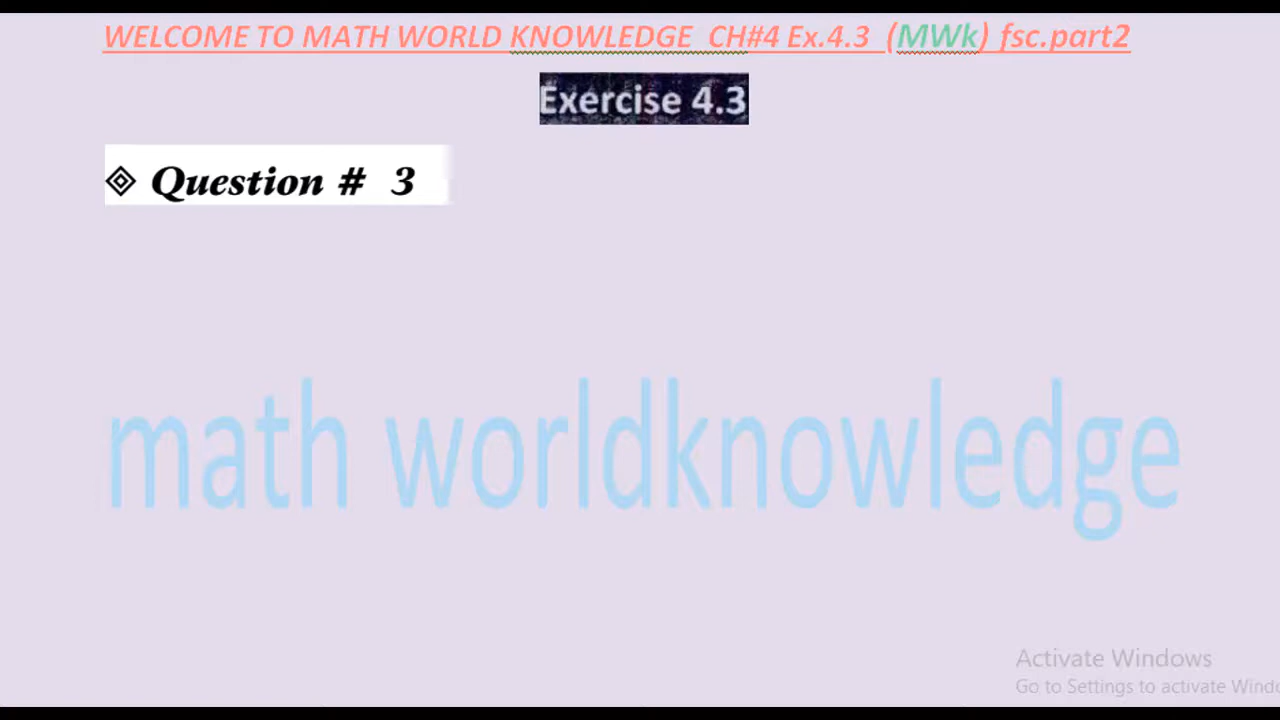 WELCOME TO MATH WORLD KNOWLEDGE CH#4 Ex.4.3 (MWk) fsc.part2
Exercise 4.3
Question # 3
math worldknowledge
Activate Windows
Go to Settings to activate Windo